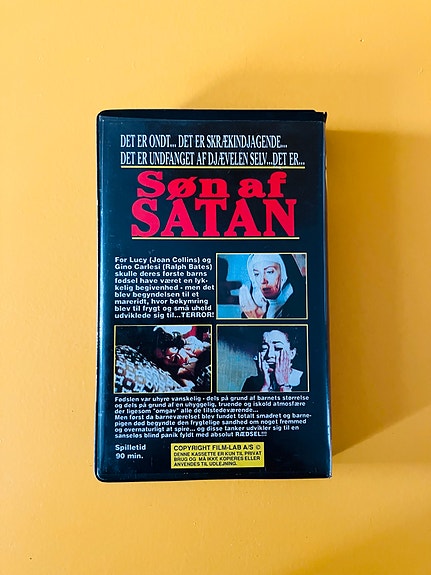 DET ER ONDT... DET ER SKRÆKINDJAGENDE...
DET ER UNDFANGET AF DJÆVELEN SELV...DET ER...
Søn af
SATAN
For Lucy (Joan Collins) og
Gino Carlesi (Ralph Bates)
skulle deres første barns
fødsel have været en lyk-
kelig begivenhed - men det
blev begyndelsen til et
mareridt, hvor bekymring
blev til frygt og små uheld
udviklede sig til...TERROR!
Fødslen var uhyre vanskelig - dels på grund af barnets størrelse
og dels på grund af en uhyggelig, truende og iskold atmosfære
der ligesom "omgav" alle de tilstedeværende...
Men først da barneværelset blev fundet totalt smadret og barne-
pigen død begyndte den frygtelige sandhed om noget fremmed
og overnaturligt at spire... og disse tanker udvikler sig til en
sanseløs blind panik fyldt med absolut RÆDSEL!!!
Spilletid
90 min.
COPYRIGHT FILM-LAB A/S ©
DENNE KASSETTE ER KUN TIL PRIVAT
BRUG OG MÅ IKKE KOPIERES ELLER
ANVENDES TIL UDLEJNING.